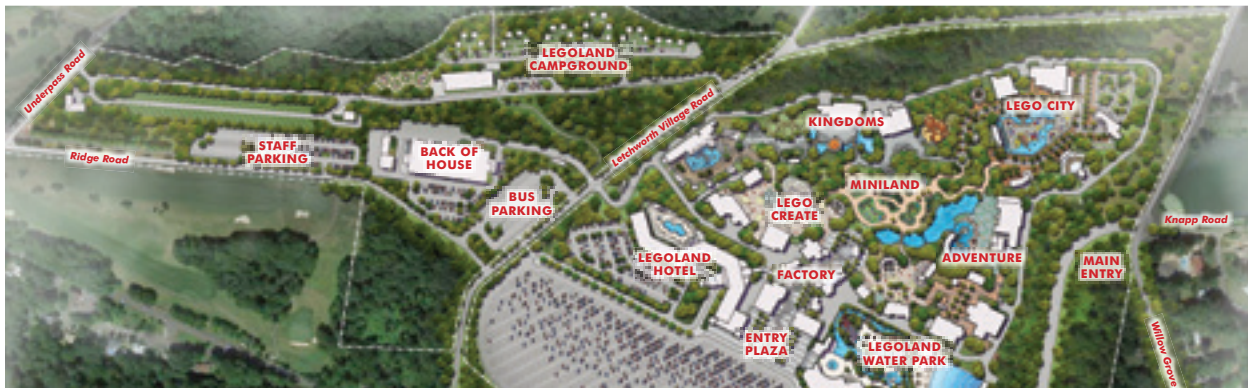 LEGOLAND
CAMPGROUND
Underpass Road
LEGO CITY
Letchworth Village Road
KINGDOMS
STAFF
PARKING
Ridge Road
BACK OF
HOUSE
MINILAND
BUS
PARKING
LEGO
CREATE
Knapp Road
LEGOLAND
HOTEL
FACTORY
ADVENTURE
MAIN
ENTRY
ENTRY
PLAZA
LEGOLAND
WATER PARK
Willow Grove